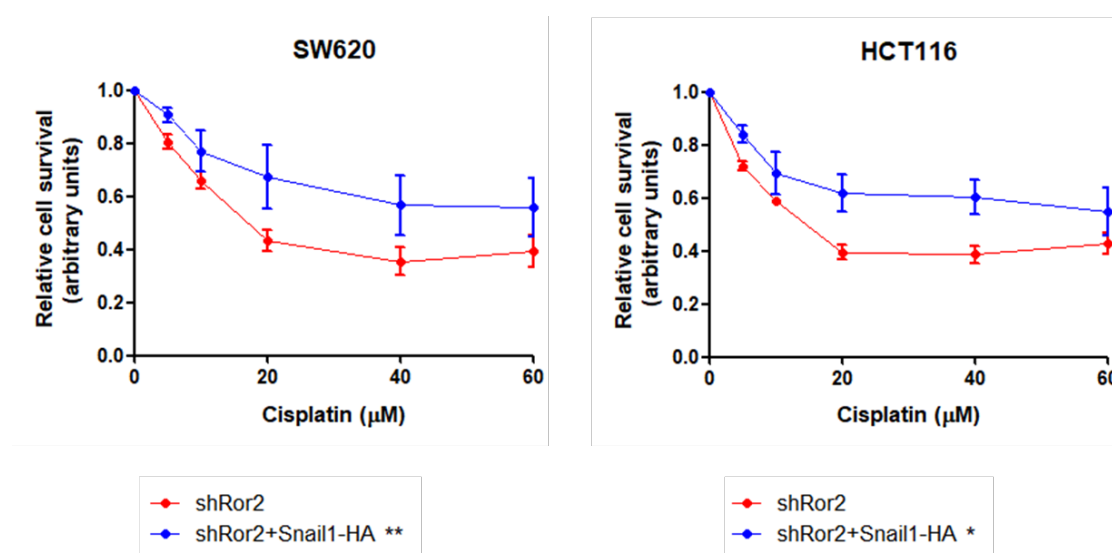 SW620
Relative cell survival
(arbitrary units)
1.0
0.8
0.6
0.4
0.2
0.0
0 20 40 60
Cisplatin (μM)
shRor2
shRor2+Snail1-HA **
HCT116
Relative cell survival
(arbitrary units)
1.0
0.8
0.6
0.4
0.2
0.0
0 20 40 60
Cisplatin (μM)
shRor2
shRor2+Snail1-HA *